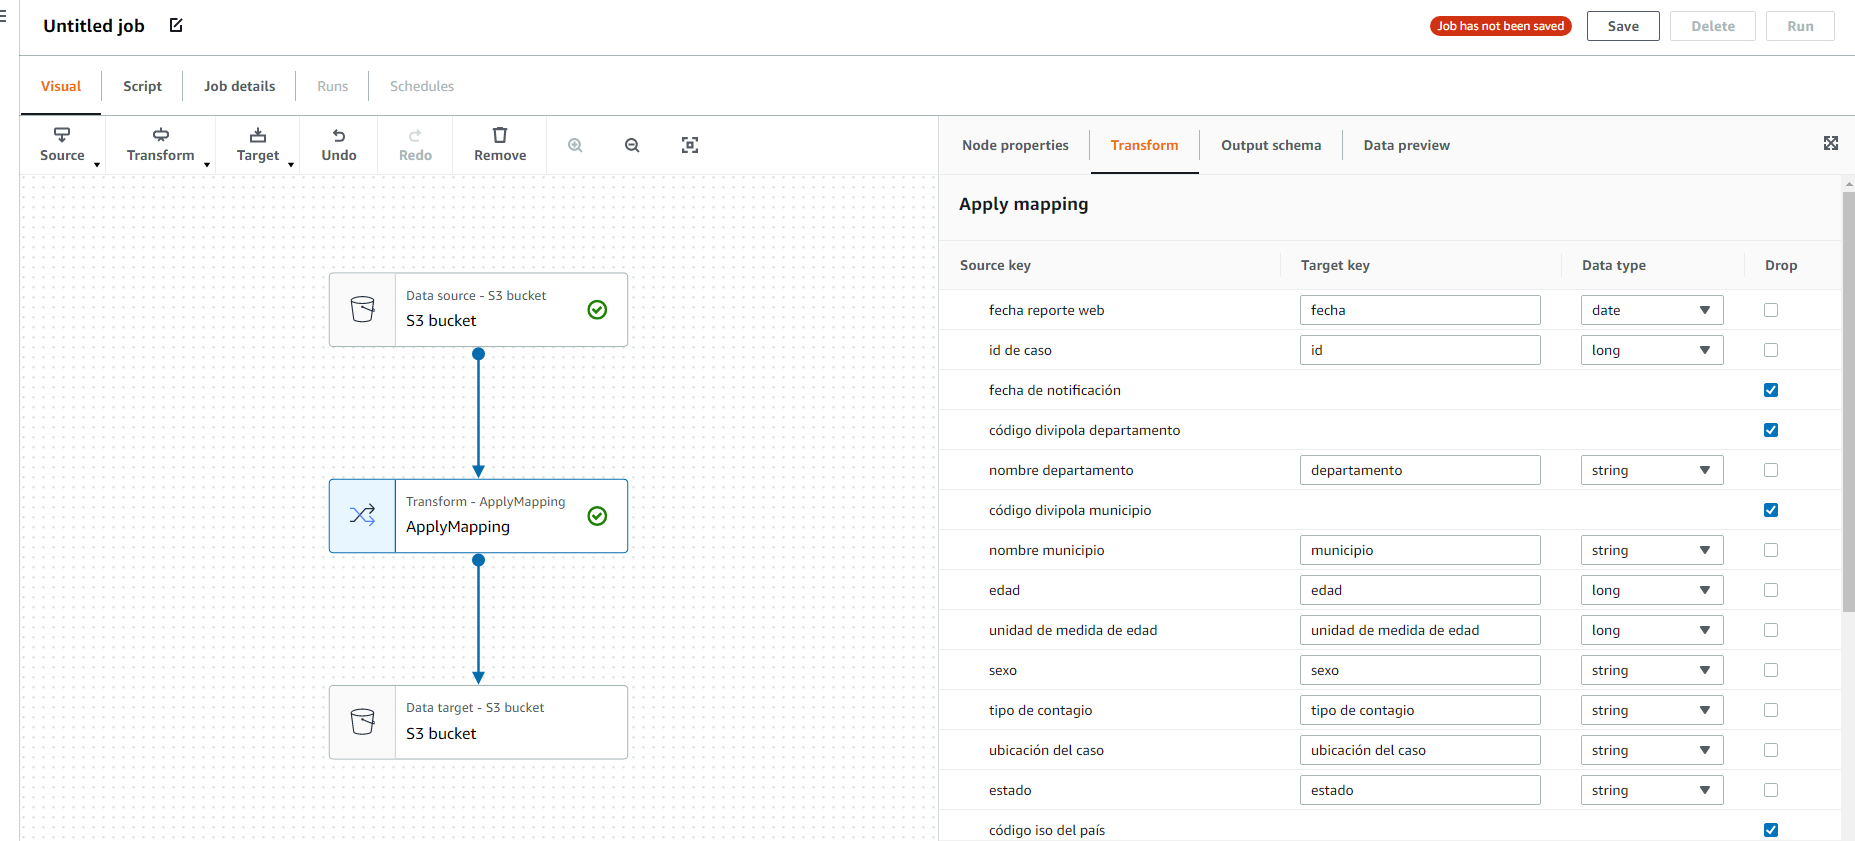 Untitled job
Job has not been saved
Save
Delete
Run
Visual
Script
Job details
Runs
Schedules
Source
Transform
Target
Undo
Redo
Remove
Data source - S3 bucket
S3 bucket
Transform - ApplyMapping
ApplyMapping
Data target - S3 bucket
S3 bucket
Node properties
Transform
Output schema
Data preview
Apply mapping
Source key Target key Data type Drop
fecha reporte web fecha date
id de caso id long
fecha de notificación
código divipola departamento
nombre departamento departamento string
código divipola municipio
nombre municipio municipio string
edad edad long
unidad de medida de edad unidad de medida de edad long
sexo sexo string
tipo de contagio tipo de contagio string
ubicación del caso ubicación del caso string
estado estado string
código iso del país